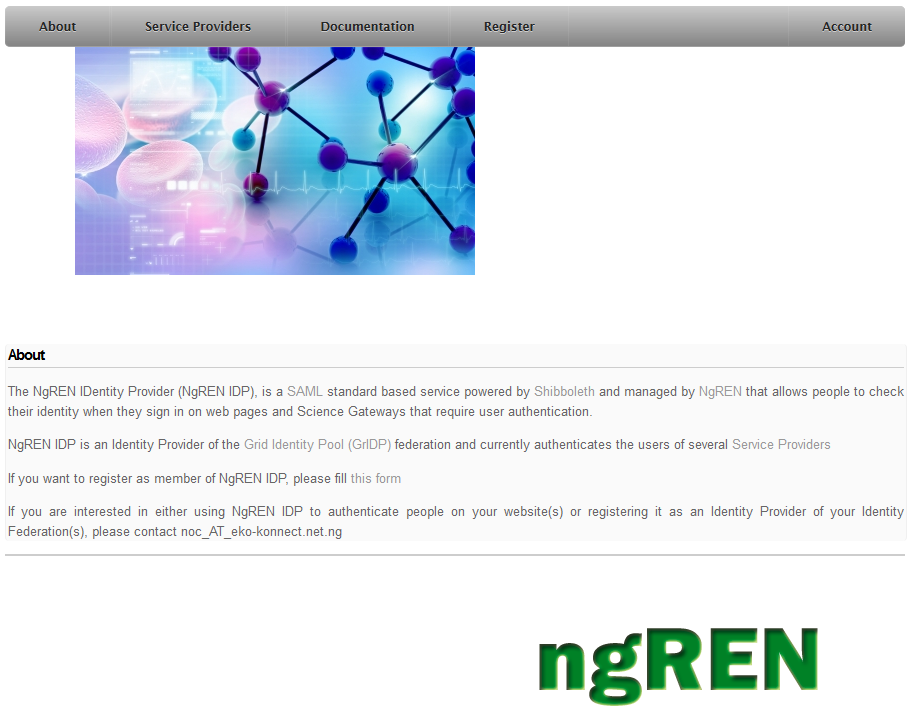 About Service Providers Documentation Register Account
About
The NgREN IDentity Provider (NgREN IDP), is a SAML standard based service powered by Shibboleth and managed by NgREN that allows people to check
their identity when they sign in on web pages and Science Gateways that require user authentication.
NgREN IDP is an Identity Provider of the Grid Identity Pool (GrIDP) federation and currently authenticates the users of several Service Providers
If you want to register as member of NgREN IDP, please fill this form
If you are interested in either using NgREN IDP to authenticate people on your website(s) or registering it as an Identity Provider of your Identity
Federation(s), please contact noc_AT_eko-konnect.net.ng
ngREN